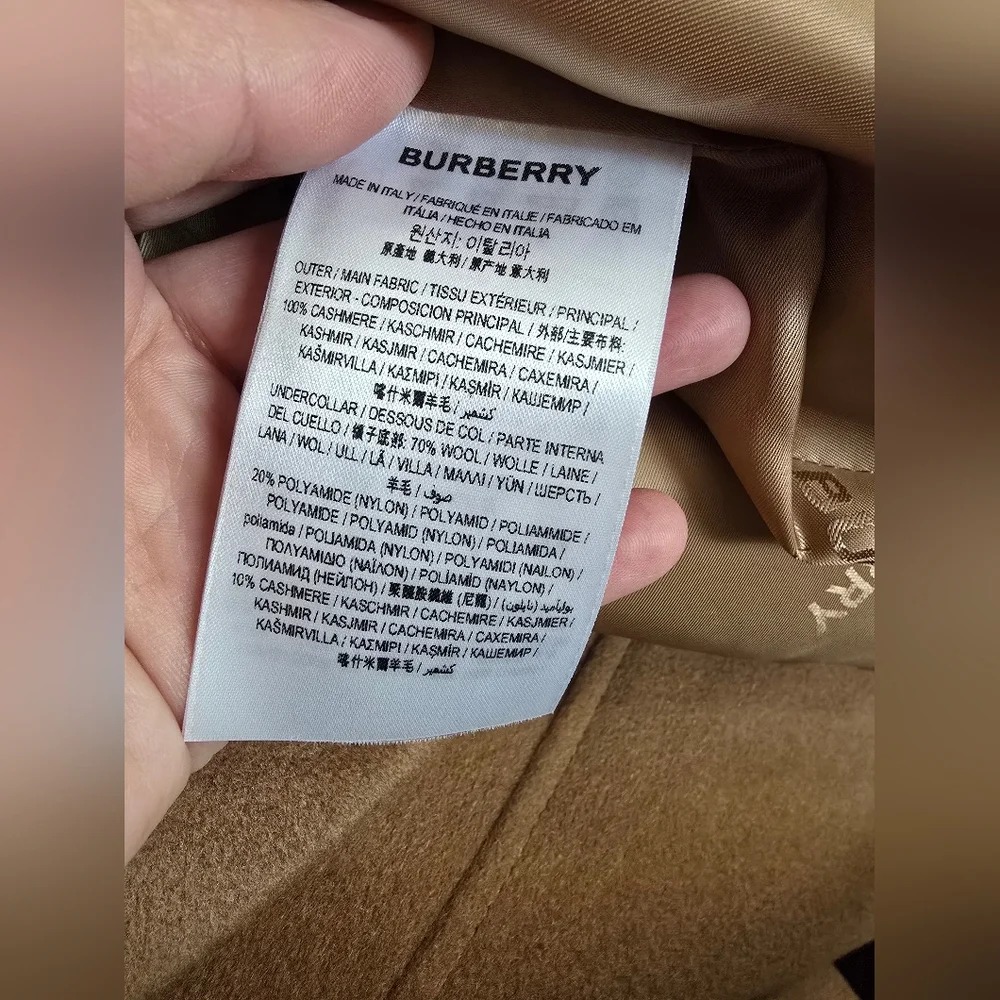 BURBERRY
MADE IN ITALY / FABRIQUÉ EN ITALIE / FABRICADO EM
ITÁLIA / HECHO EN ITALIA
원산지: 이탈리아
原產地 義大利 / 原产地 意大利
OUTER / MAIN FABRIC / TISSU EXTÉRIEUR / PRINCIPAL /
EXTERIOR - COMPOSICION PRINCIPAL / 外部/主要布料:
100% CASHMERE / KASCHMIR / CACHEMIRE / KASJMIER /
KASHMIR / KASJMIR / CACHEMIRA / CAXEMIRA /
KAŠMIRVILLA / ΚΑΣΜΙΡΙ / KAŞMİR / КАШЕМИР /
喀什米爾羊毛 / كشمير
UNDERCOLLAR / DESSOUS DE COL / PARTE INTERNA
DEL CUELLO / 領子底部: 70% WOOL / WOLLE / LAINE /
LANA / WOL / ULL / LÃ / VILLA / ΜΑΛΛΙ / YÜN / ШЕРСТЬ /
羊毛 / صوف
20% POLYAMIDE (NYLON) / POLYAMID / POLIAMMIDE /
POLYAMIDE / POLYAMID (NYLON) / POLIAMIDA /
poliamida / POLIAMIDA (NYLON) / POLYAMIDI (NAILON) /
ΠΟΛΥΑΜΙΔΙΟ (ΝΑΪΛΟΝ) / POLİAMİD (NAYLON) /
ПОЛИАМИД (НЕЙЛОН) / 聚醯胺纖維 (尼龍) / بولياميد (نايلون)
10% CASHMERE / KASCHMIR / CACHEMIRE / KASJMIER /
KASHMIR / KASJMIR / CACHEMIRA / CAXEMIRA /
KAŠMIRVILLA / ΚΑΣΜΙΡΙ / KAŞMİR / КАШЕМИР /
喀什米爾羊毛 / كشمير